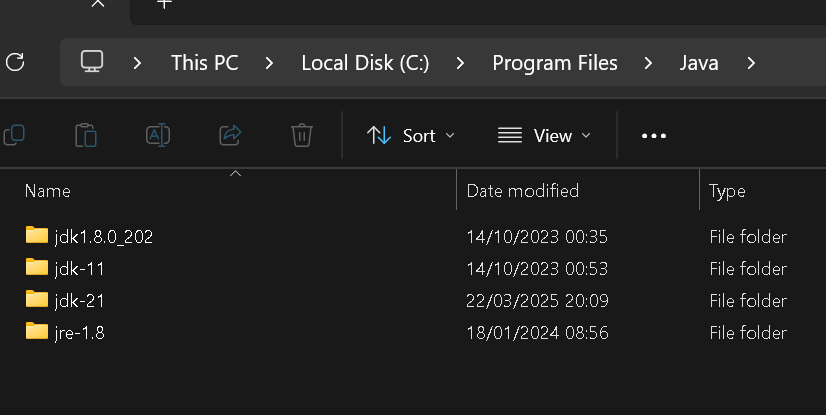 This PC > Local Disk (C:) > Program Files > Java >
Sort View
Name Date modified Type
jdk1.8.0_202 14/10/2023 00:35 File folder
jdk-11 14/10/2023 00:53 File folder
jdk-21 22/03/2025 20:09 File folder
jre-1.8 18/01/2024 08:56 File folder